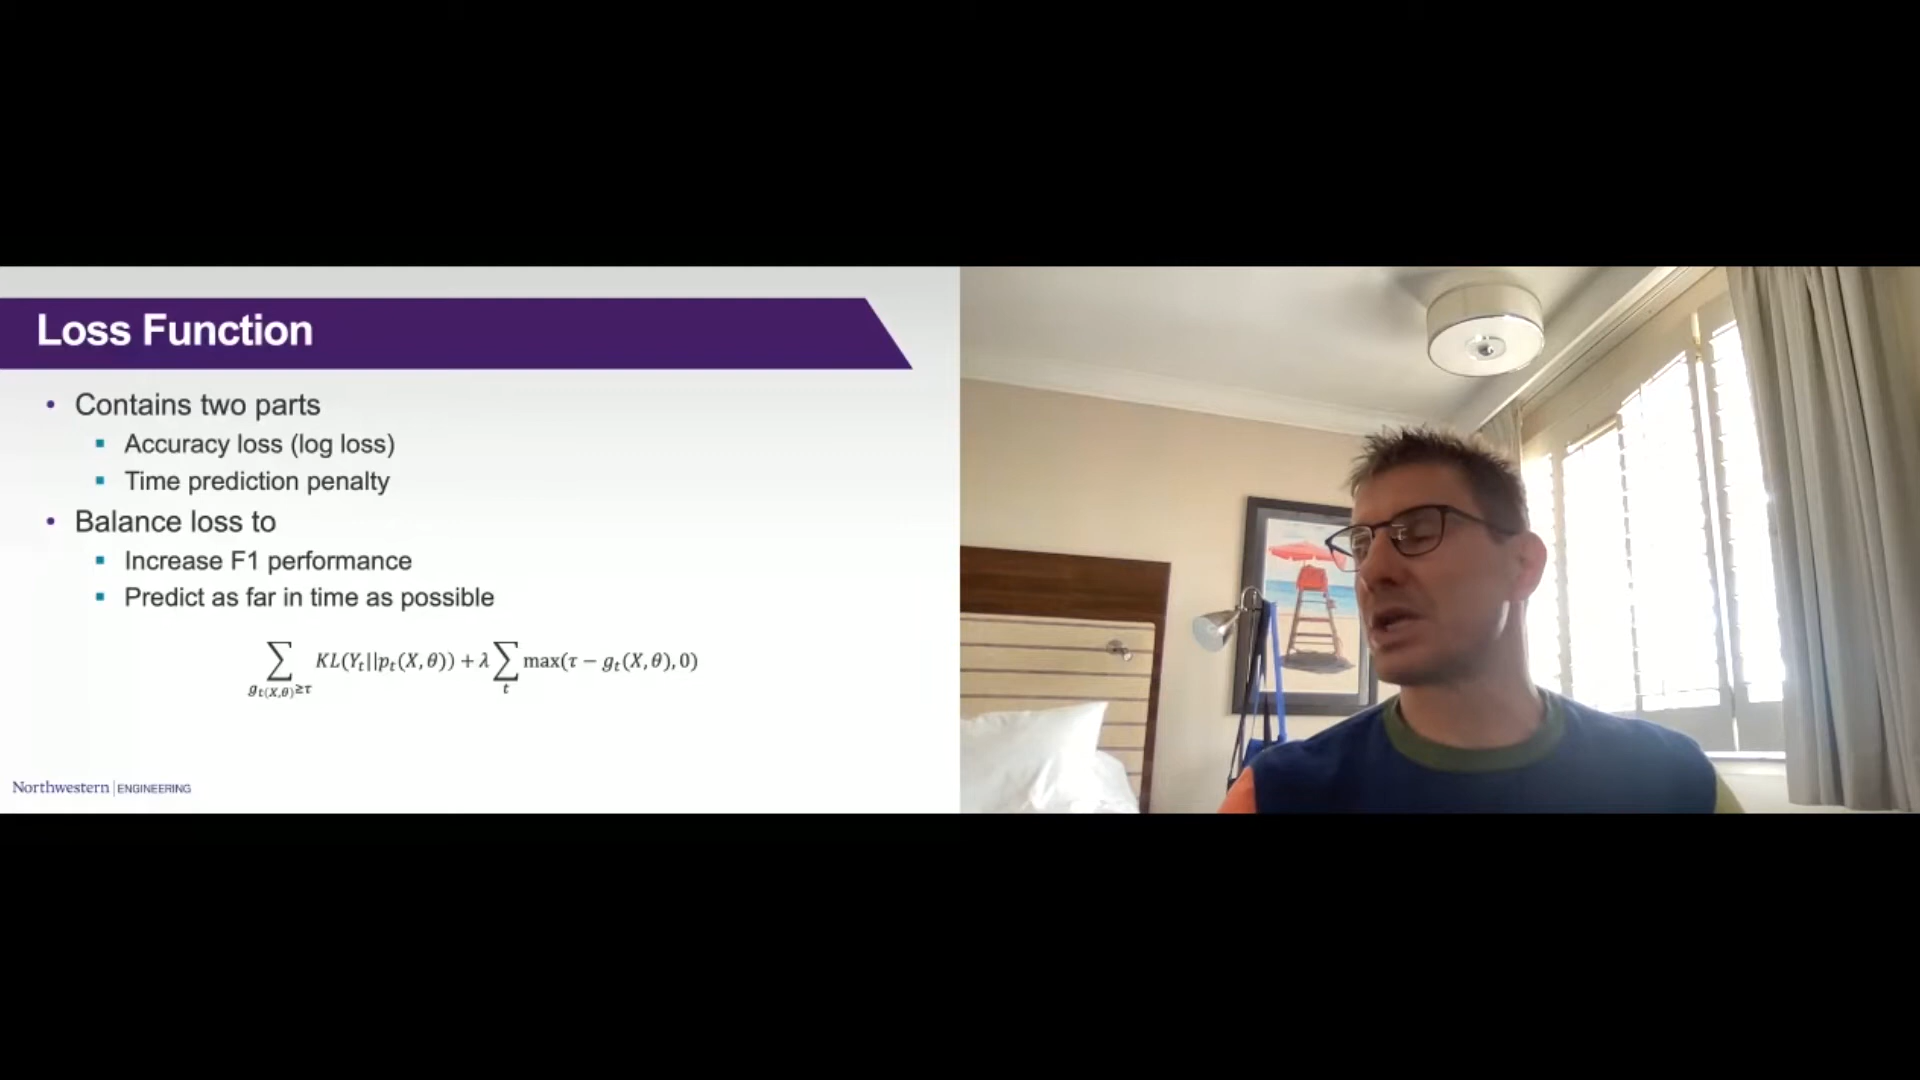 Loss Function
• Contains two parts
▪ Accuracy loss (log loss)
▪ Time prediction penalty
• Balance loss to
▪ Increase F1 performance
▪ Predict as far in time as possible
∑_{g_t(X,θ)≥τ} KL(Y_t||p_t(X,θ)) + λ ∑_t max(τ − g_t(X,θ),0)
Northwestern | ENGINEERING